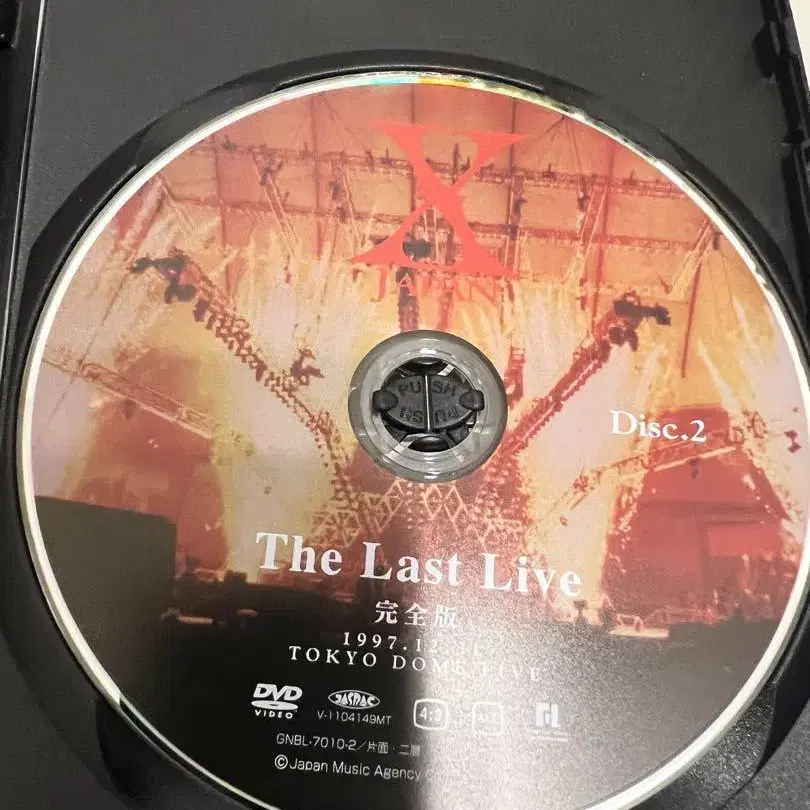 X
JAPAN
PUSH
PUSH
Disc.2
The Last Live
完全版
1997.12.31
TOKYO DOME LIVE
DVD
VIDEO
JASRAC
V-1104149MT
4:3
ALL
GNBL-7010-2/片面・二層
©Japan Music Agency